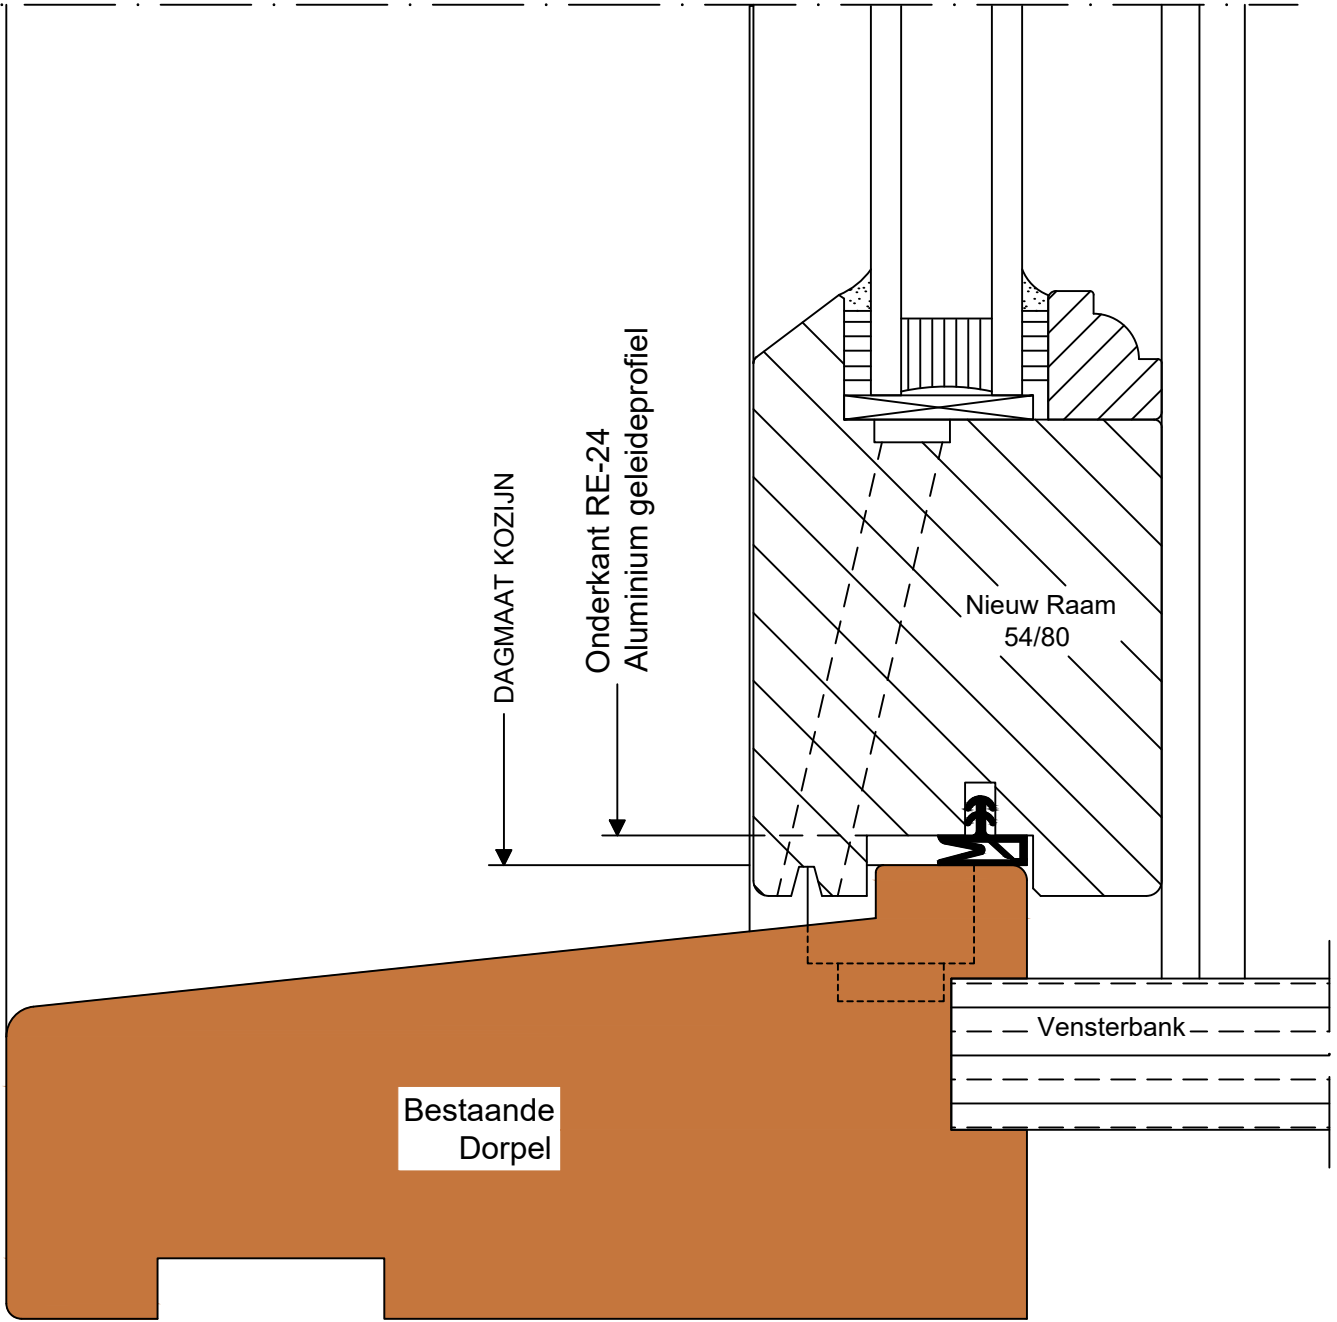 DAGMAAT KOZIJN
Onderkant RE-24
Aluminium geleideprofiel
Nieuw Raam
54/80
Vensterbank
Bestaande
Dorpel